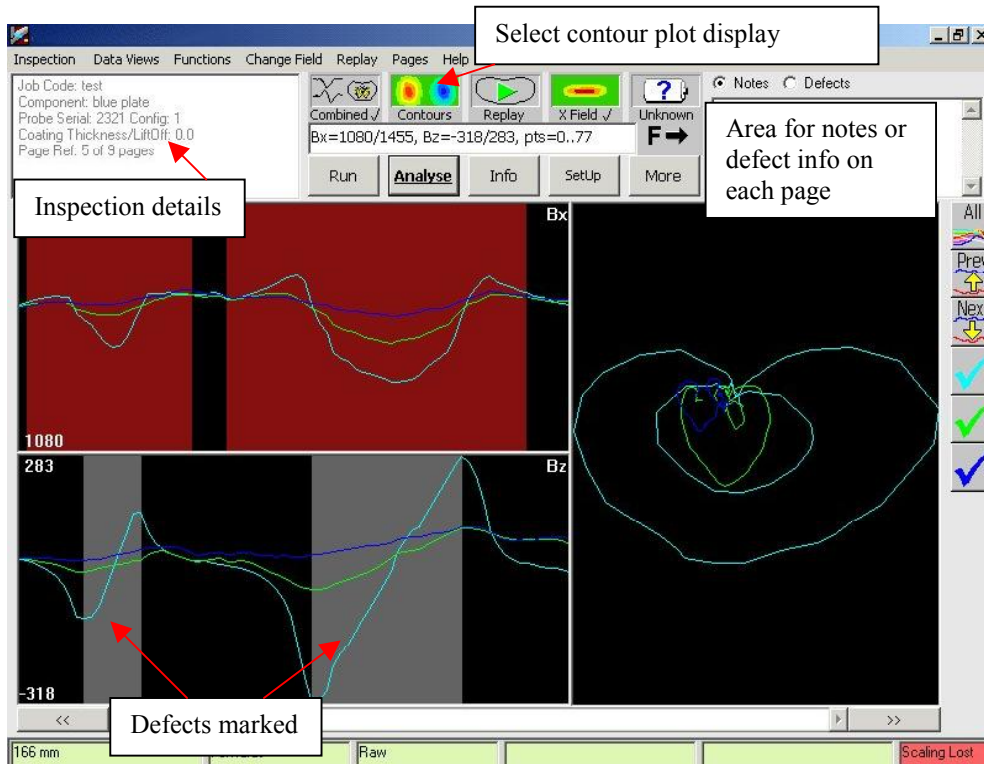 Select contour plot display
Inspection Data Views Functions Change Field Replay Pages Help
Job Code: test
Component: blue plate
Probe Serial: 2321 Config: 1
Coating Thickness/LiftOff: 0.0
Page Ref. 5 of 9 pages
Combined √ Contours Replay X Field √ Unknown
?
Bx=1080/1455, Bz=-318/283, pts=0..77
F
Run Analyse Info SetUp More
Notes Defects
Area for notes or
defect info on
each page
Inspection details
Bx
1080
283
Bz
-318
All
Prev
Nex
Defects marked
<< >>
166 mm
Raw
Scaling Lost